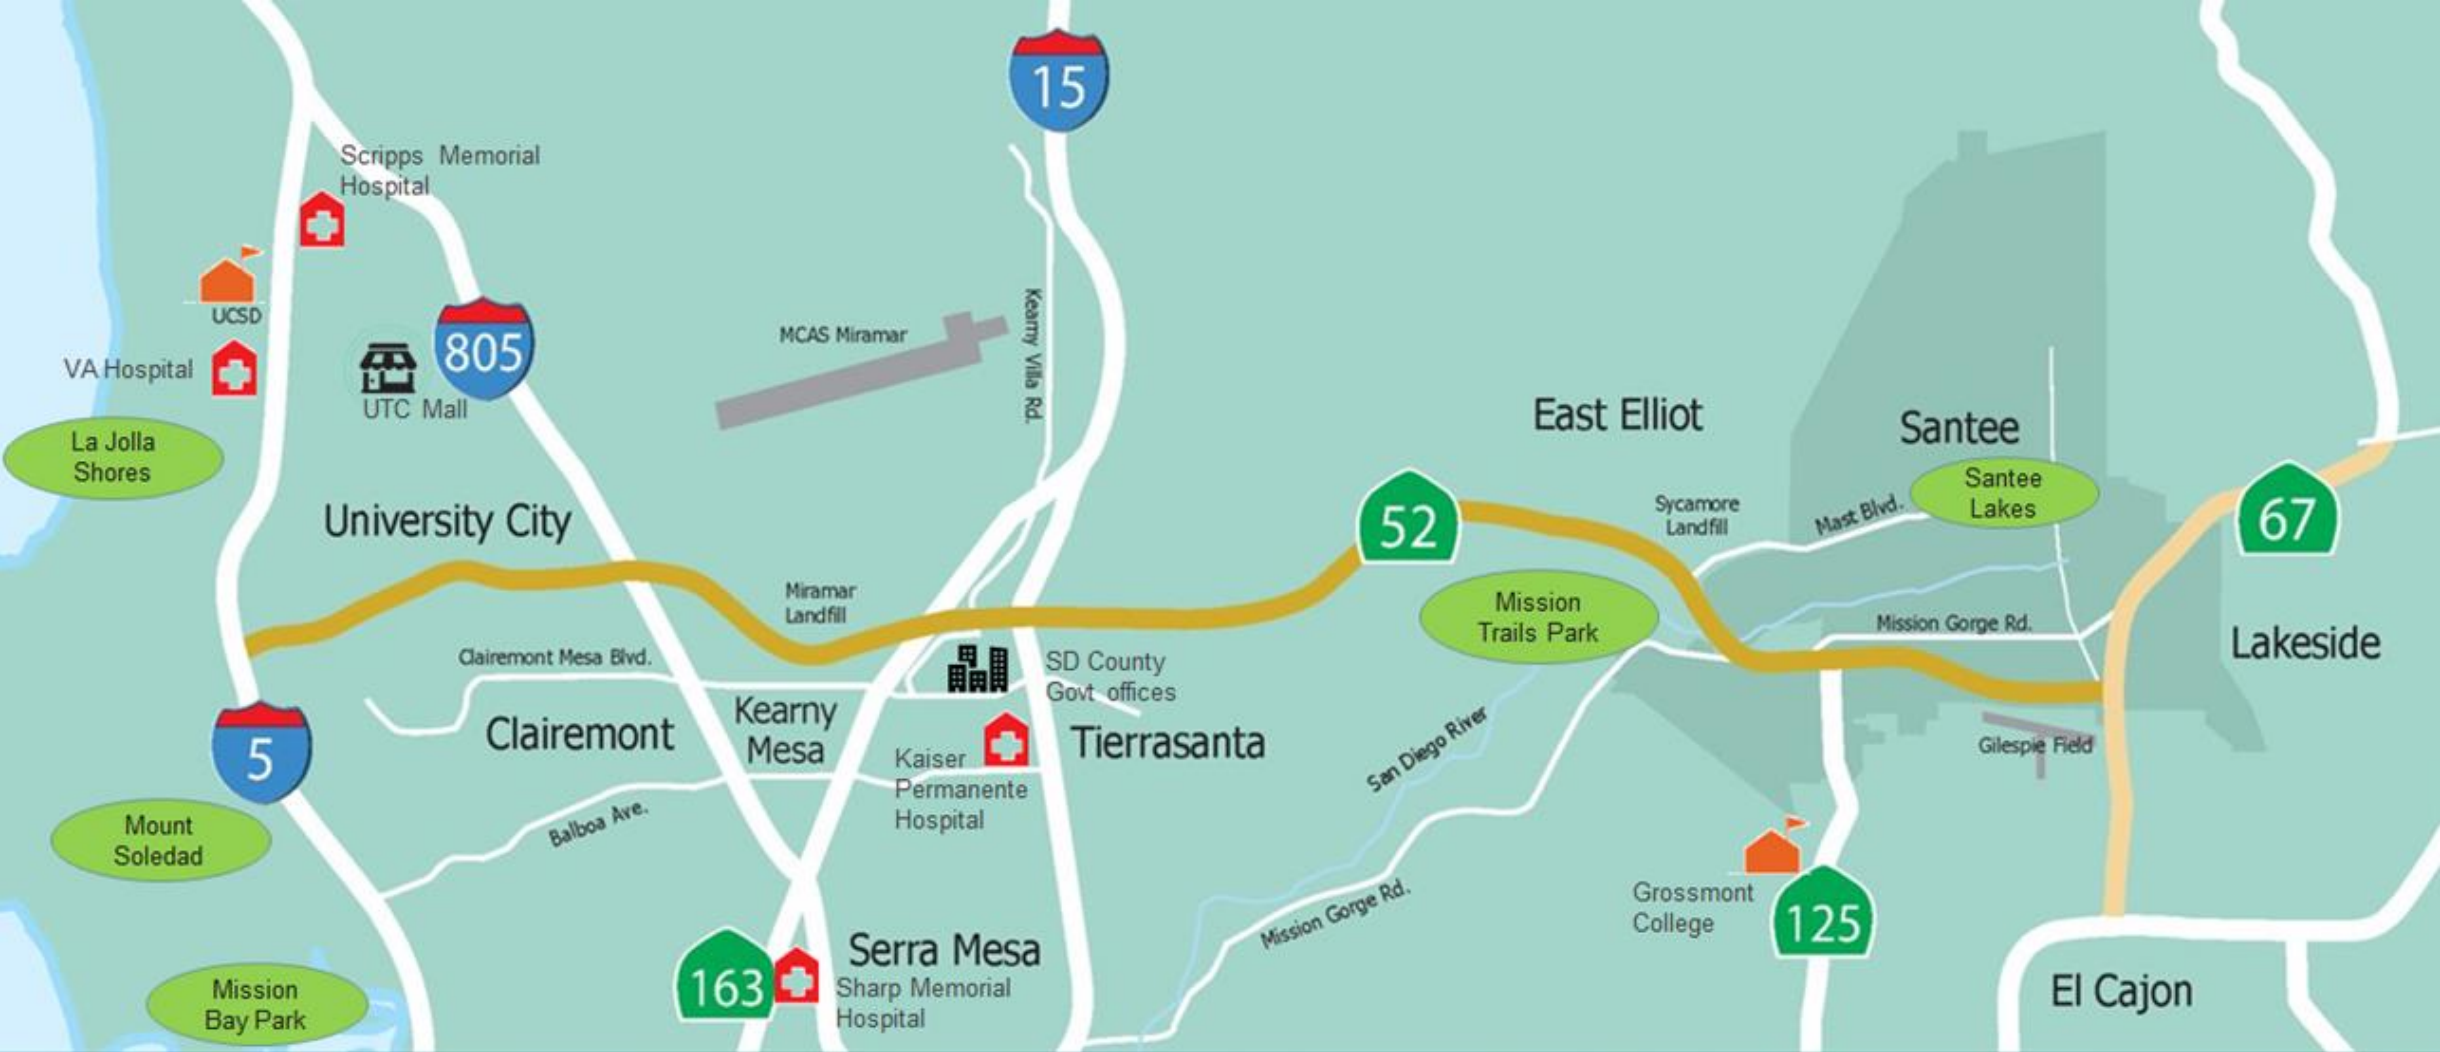 15
Scripps Memorial
Hospital
UCSD
VA Hospital
805
UTC Mall
MCAS Miramar
Kearny Villa Rd.
La Jolla
Shores
East Elliot
Santee
Santee
Lakes
University City
52
Sycamore
Landfill
Mast Blvd.
67
Miramar
Landfill
Mission
Trails Park
Mission Gorge Rd.
Lakeside
Clairemont Mesa Blvd.
SD County
Govt offices
5
Clairemont
Kearny
Mesa
Tierrasanta
San Diego River
Gilespie Field
Kaiser
Permanente
Hospital
Mount
Soledad
Balboa Ave.
Mission Gorge Rd.
Grossmont
College
125
163
Serra Mesa
Sharp Memorial
Hospital
Mission
Bay Park
El Cajon